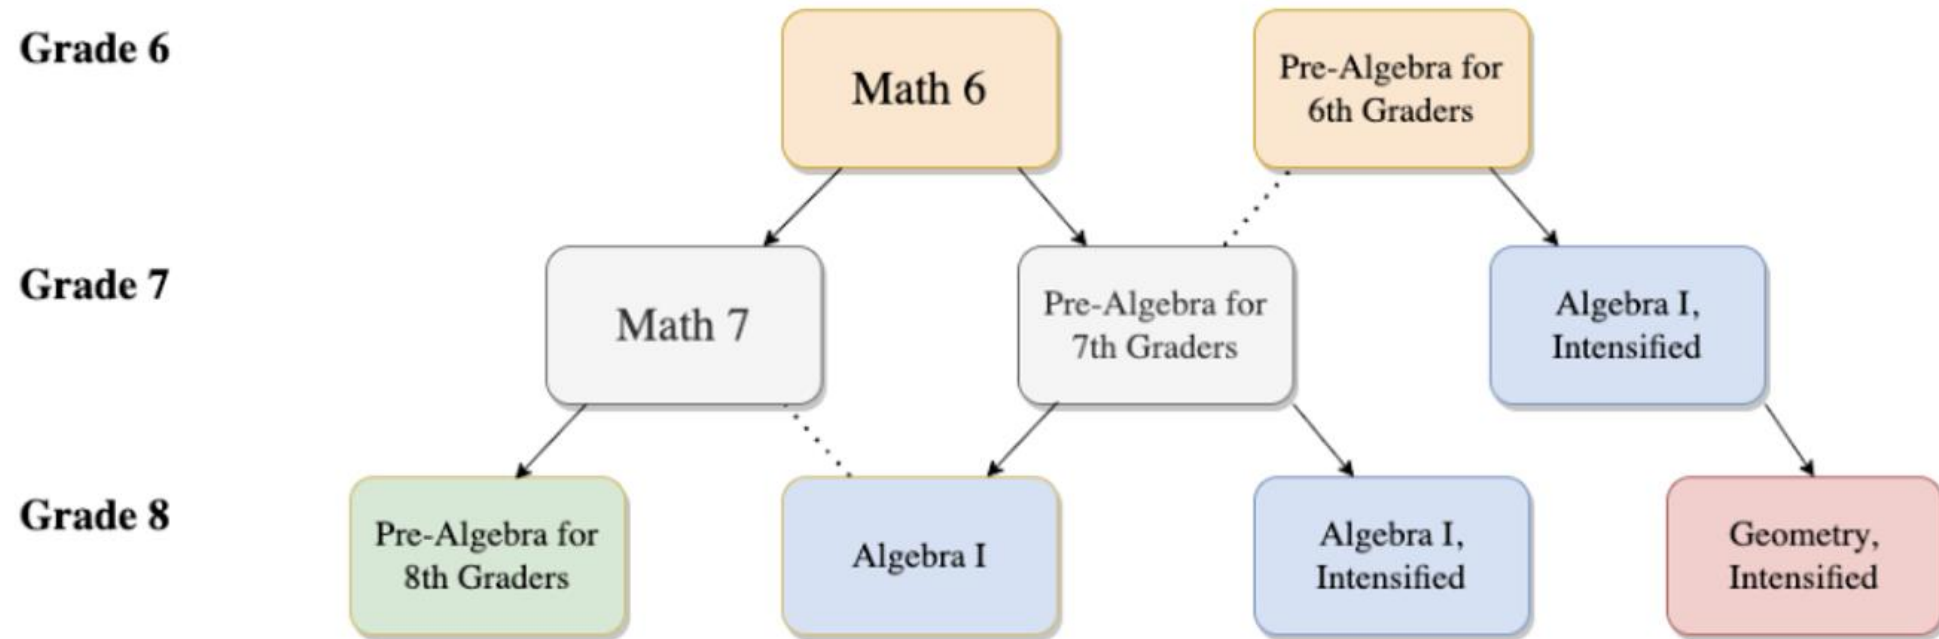 Grade 6
Math 6
Pre-Algebra for
6th Graders
Grade 7
Math 7
Pre-Algebra for
7th Graders
Algebra I,
Intensified
Grade 8
Pre-Algebra for
8th Graders
Algebra I
Algebra I,
Intensified
Geometry,
Intensified